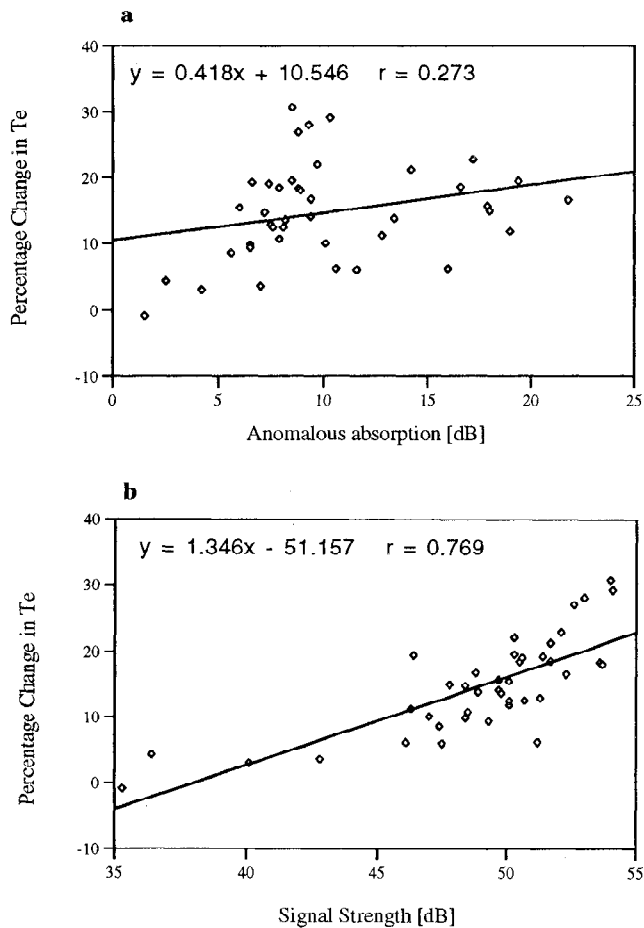 a
40
y = 0.418x + 10.546 r = 0.273
30
20
10
0
-10
Percentage Change in Te
0 5 10 15 20 25
Anomalous absorption [dB]
b
40
y = 1.346x - 51.157 r = 0.769
30
20
10
0
-10
Percentage Change in Te
35 40 45 50 55
Signal Strength [dB]